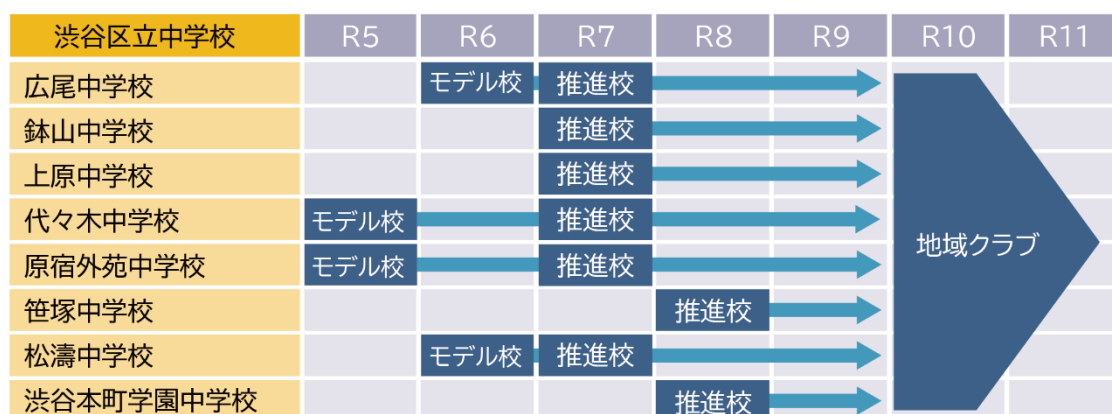 渋谷区立中学校 R5 R6 R7 R8 R9 R10 R11
広尾中学校 モデル校 推進校
鉢山中学校 推進校
上原中学校 推進校
代々木中学校 モデル校 推進校
原宿外苑中学校 モデル校 推進校
地域クラブ
笹塚中学校 推進校
松濤中学校 モデル校 推進校
渋谷本町学園中学校 推進校